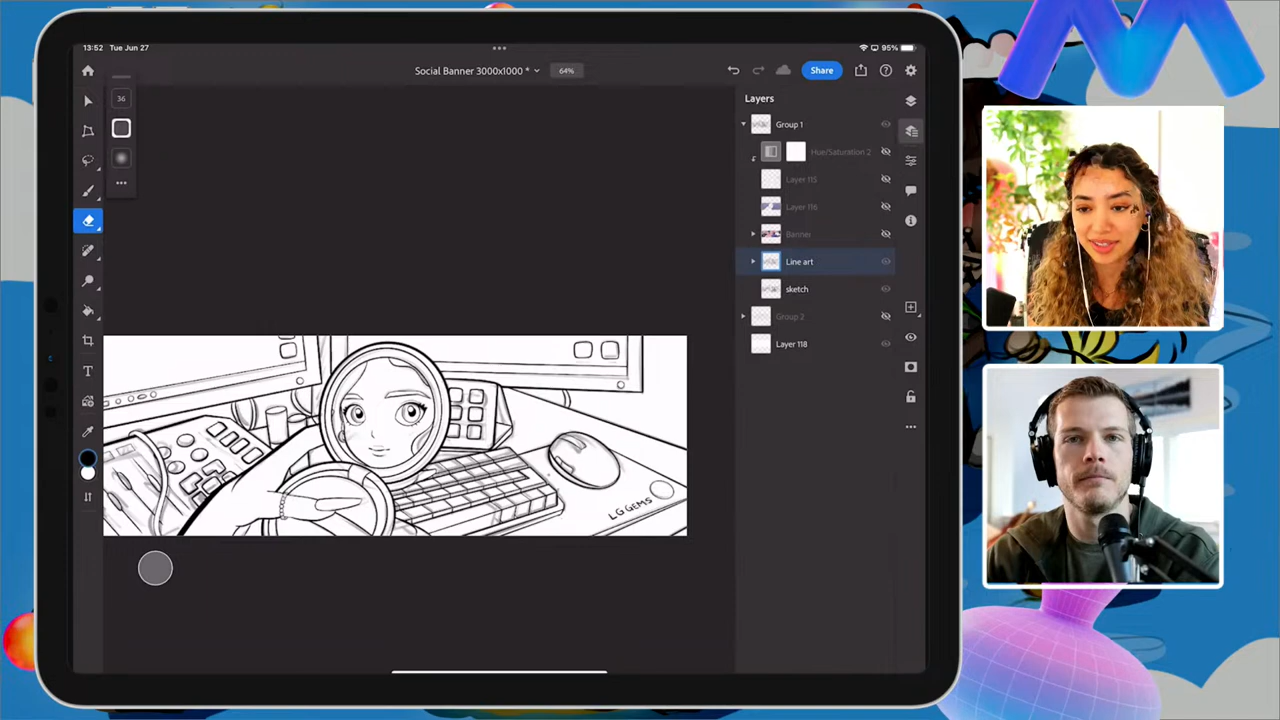 13:52 Tue Jun 27
95%
Social Banner 3000x1000 *
64%
Share
36
Layers
Group 1
Hue/Saturation 2
Layer 115
Layer 116
Banner
Line art
sketch
Group 2
Layer 118
T
LG GEMS